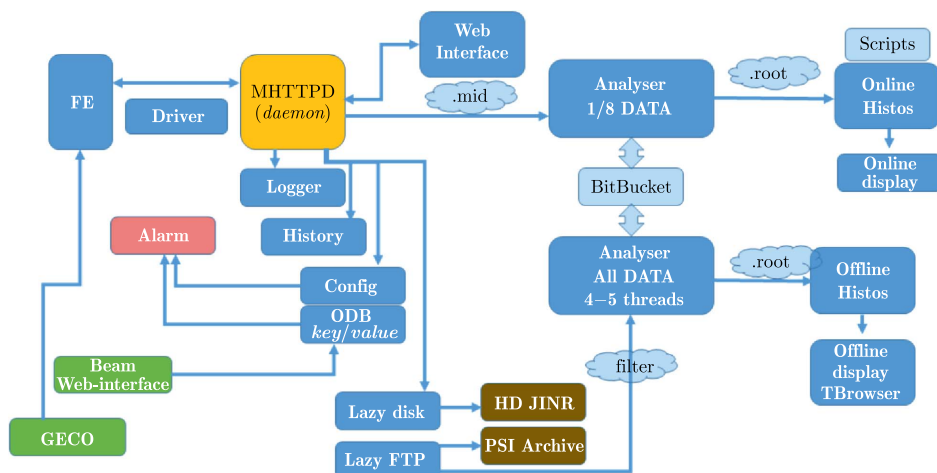 Web
Interface
Scripts
FE
MHTTPD
(daemon)
.mid
Analyser
1/8 DATA
.root
Online
Histos
Driver
Logger
BitBucket
Online
display
Alarm
History
Analyser
All DATA
4−5 threads
.root
Offline
Histos
Config
ODB
key/value
Beam
Web-interface
filter
Offline
display
TBrowser
Lazy disk
HD JINR
GECO
Lazy FTP
PSI Archive